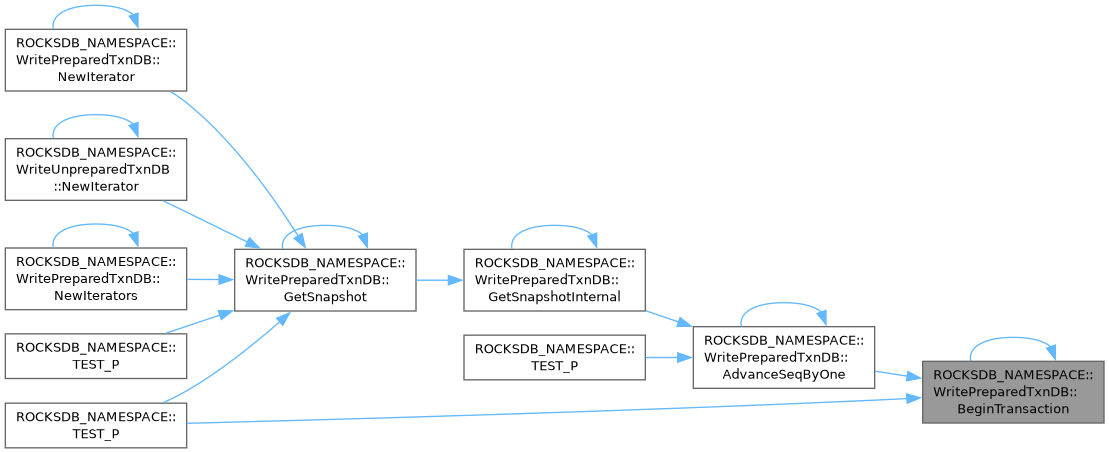 ROCKSDB_NAMESPACE::
WritePreparedTxnDB::
NewIterator
ROCKSDB_NAMESPACE::
WriteUnpreparedTxnDB
::NewIterator
ROCKSDB_NAMESPACE::
WritePreparedTxnDB::
NewIterators
ROCKSDB_NAMESPACE::
TEST_P
ROCKSDB_NAMESPACE::
TEST_P
ROCKSDB_NAMESPACE::
WritePreparedTxnDB::
GetSnapshot
ROCKSDB_NAMESPACE::
WritePreparedTxnDB::
GetSnapshotInternal
ROCKSDB_NAMESPACE::
TEST_P
ROCKSDB_NAMESPACE::
WritePreparedTxnDB::
AdvanceSeqByOne
ROCKSDB_NAMESPACE::
WritePreparedTxnDB::
BeginTransaction